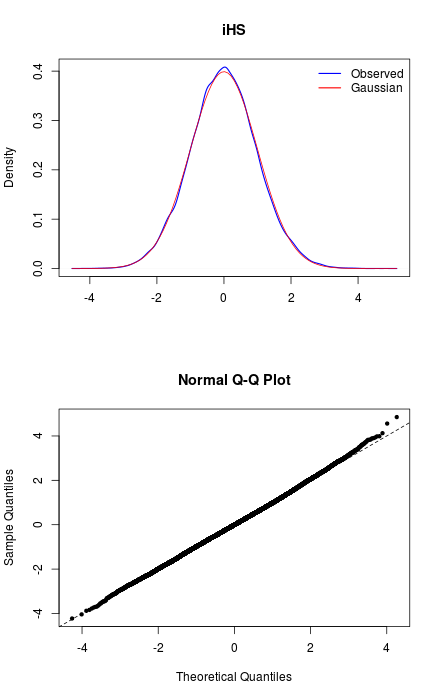 iHS
Observed
Gaussian
Density
0.0 0.1 0.2 0.3 0.4
-4 -2 0 2 4
Normal Q-Q Plot
Sample Quantiles
-4 -2 0 2 4
-4 -2 0 2 4
Theoretical Quantiles